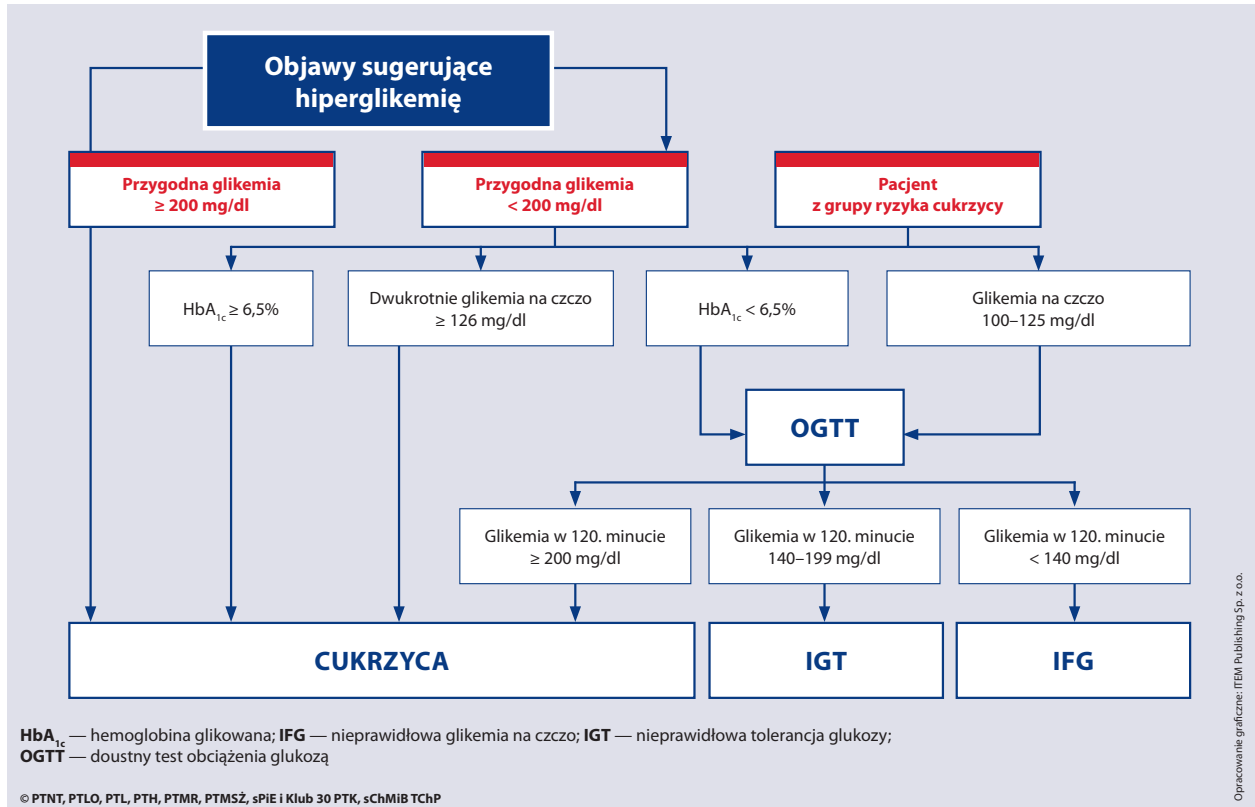 Objawy sugerujące
hiperglikemię
Przygodna glikemia
≥ 200 mg/dl
Przygodna glikemia
< 200 mg/dl
Pacjent
z grupy ryzyka cukrzycy
HbA1c ≥ 6,5%
Dwukrotnie glikemia na czczo
≥ 126 mg/dl
HbA1c < 6,5%
Glikemia na czczo
100–125 mg/dl
OGTT
Glikemia w 120. minucie
≥ 200 mg/dl
Glikemia w 120. minucie
140–199 mg/dl
Glikemia w 120. minucie
< 140 mg/dl
CUKRZYCA
IGT
IFG
HbA1c — hemoglobina glikowana; IFG — nieprawidłowa glikemia na czczo; IGT — nieprawidłowa tolerancja glukozy;
OGTT — doustny test obciążenia glukozą
© PTNT, PTLO, PTL, PTH, PTMR, PTMSŻ, sPiE i Klub 30 PTK, sChMiB TChP
Opracowanie graficzne: ITEM Publishing Sp. z o.o.